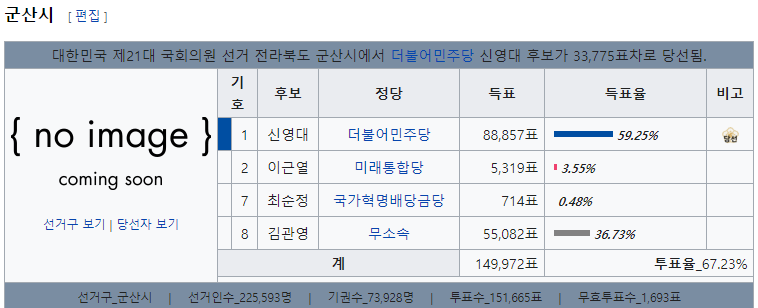 군산시 [편집]
대한민국 제21대 국회의원 선거 전라북도 군산시에서 더불어민주당 신영대 후보가 33,775표차로 당선됨.
기호 후보 정당 득표 득표율 비고
{ no image }
coming soon
선거구 보기 | 당선자 보기
1 신영대 더불어민주당 88,857표 59.25% 당선
2 이근열 미래통합당 5,319표 3.55%
7 최순정 국가혁명배당금당 714표 0.48%
8 김관영 무소속 55,082표 36.73%
계 149,972표 투표율_67.23%
선거구_군산시 | 선거인수_225,593명 | 기권수_73,928명 | 투표수_151,665표 | 무효투표수_1,693표